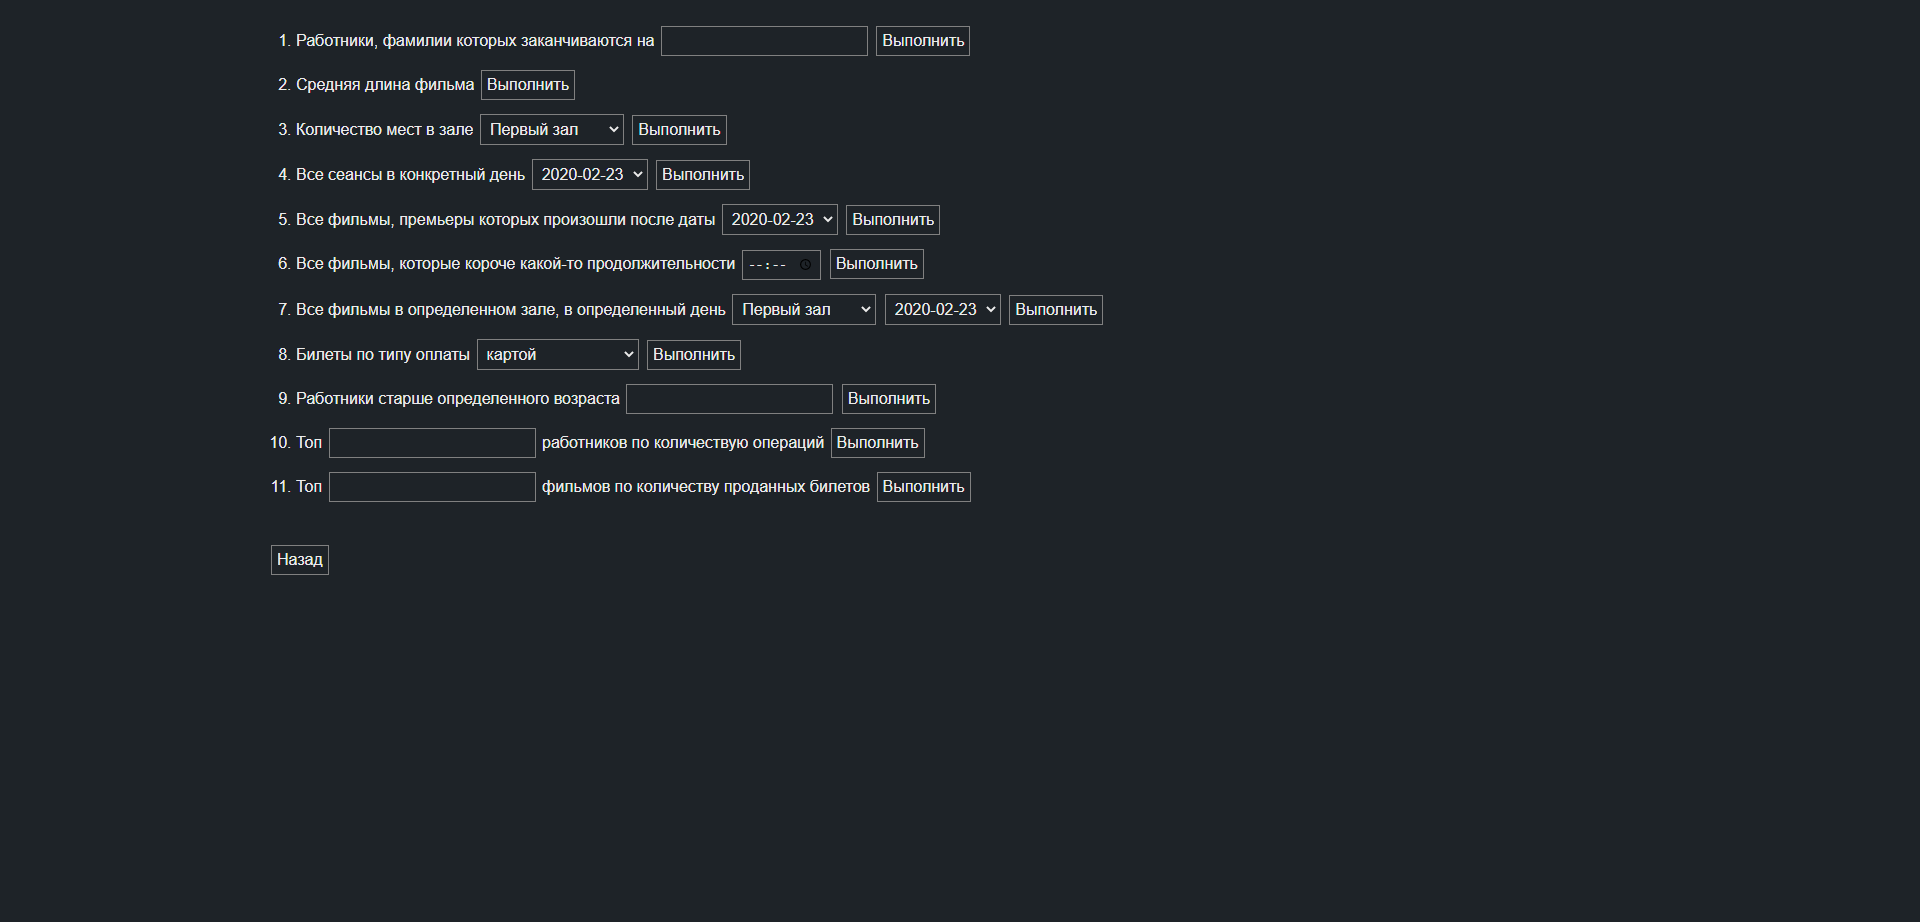 1. Работники, фамилии которых заканчиваются на Выполнить
2. Средняя длина фильма Выполнить
3. Количество мест в зале Первый зал Выполнить
4. Все сеансы в конкретный день 2020-02-23 Выполнить
5. Все фильмы, премьеры которых произошли после даты 2020-02-23 Выполнить
6. Все фильмы, которые короче какой-то продолжительности --:-- Выполнить
7. Все фильмы в определенном зале, в определенный день Первый зал 2020-02-23 Выполнить
8. Билеты по типу оплаты картой Выполнить
9. Работники старше определенного возраста Выполнить
10. Топ работников по количествую операций Выполнить
11. Топ фильмов по количеству проданных билетов Выполнить
Назад